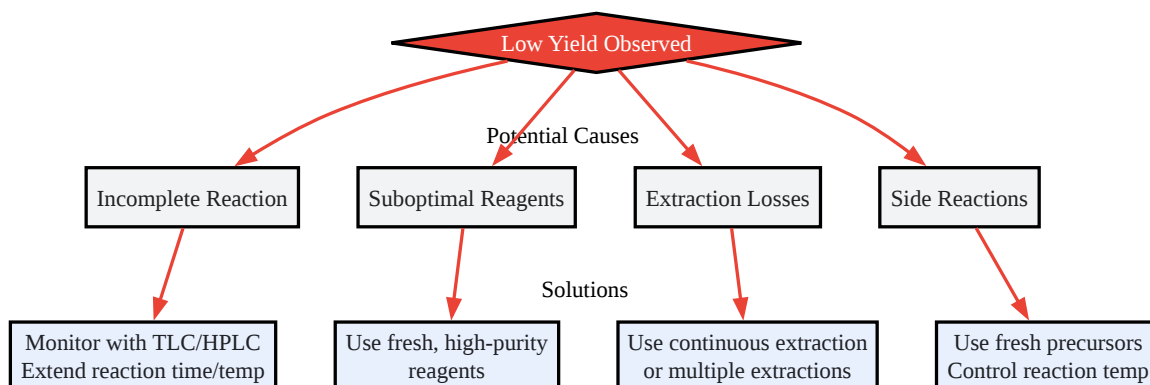 Low Yield Observed
Potential Causes
Incomplete Reaction
Suboptimal Reagents
Extraction Losses
Side Reactions
Solutions
Monitor with TLC/HPLC
Extend reaction time/temp
Use fresh, high-purity
reagents
Use continuous extraction
or multiple extractions
Use fresh precursors
Control reaction temp